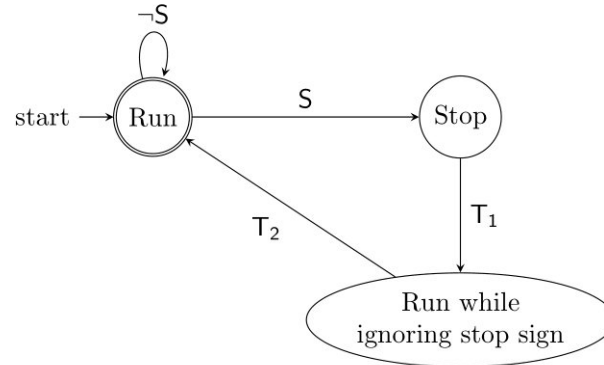 ¬S
start
Run
S
Stop
T₁
T₂
Run while
ignoring stop sign